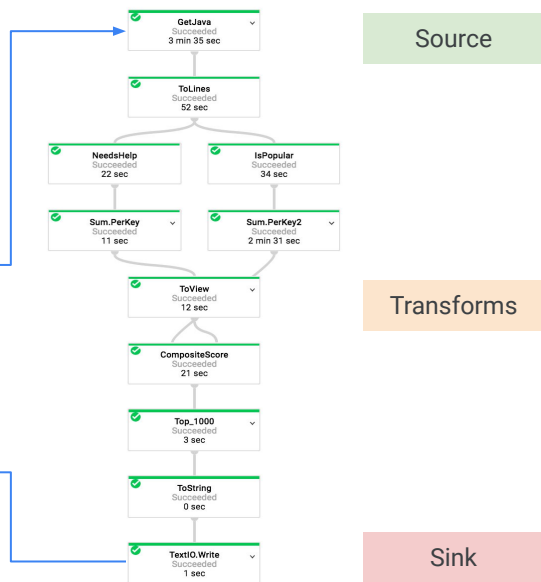 GetJava
Succeeded
3 min 35 sec
Source
ToLines
Succeeded
52 sec
NeedsHelp
Succeeded
22 sec
IsPopular
Succeeded
34 sec
Sum.PerKey
Succeeded
11 sec
Sum.PerKey2
Succeeded
2 min 31 sec
ToView
Succeeded
12 sec
Transforms
CompositeScore
Succeeded
21 sec
Top_1000
Succeeded
3 sec
ToString
Succeeded
0 sec
TextIO.Write
Succeeded
1 sec
Sink